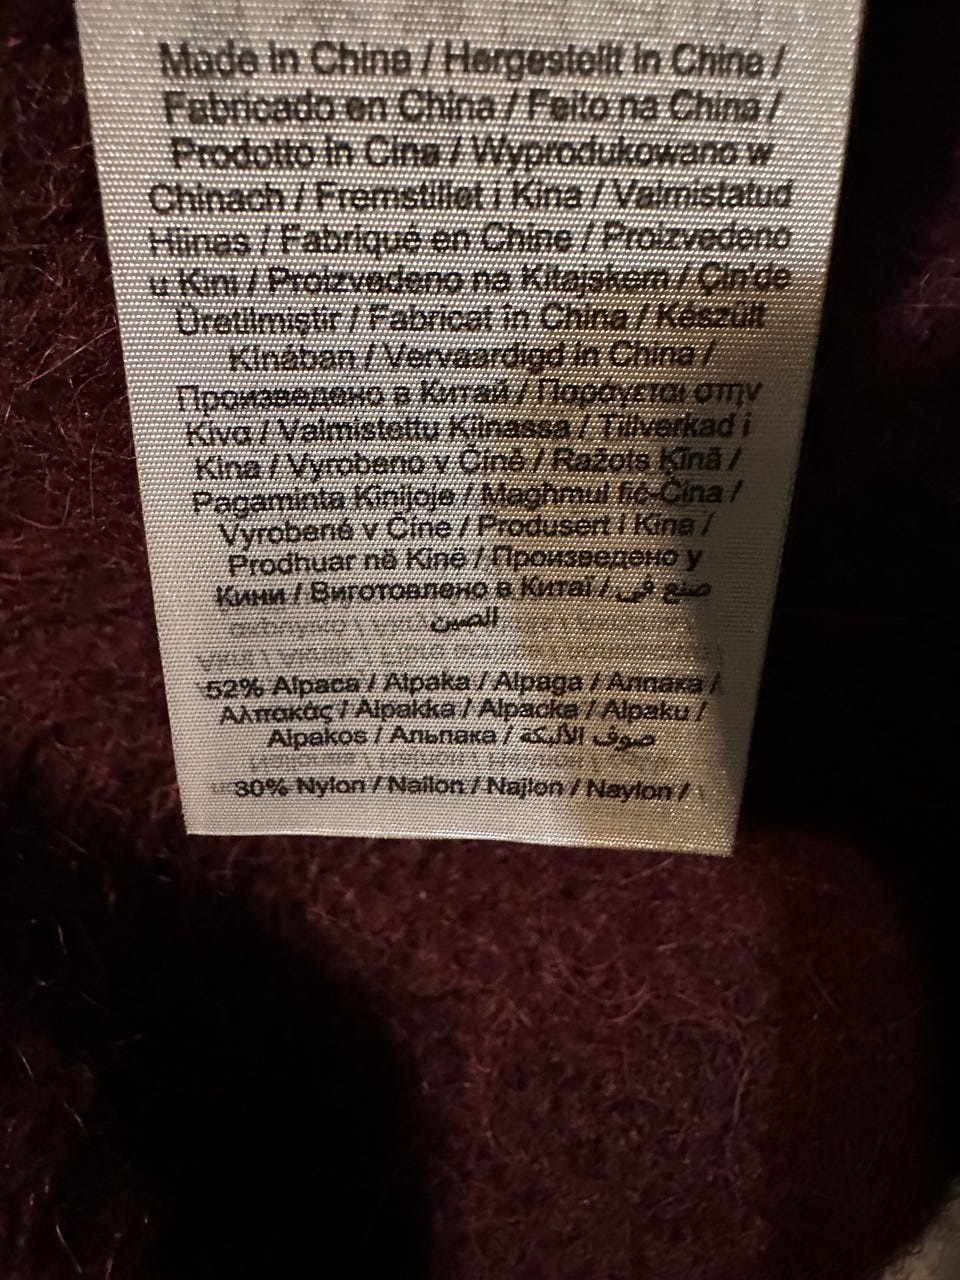 Made in China / Hergestellt in China /
Fabricado en China / Feito na China /
Prodotto in Cina / Wyprodukowano w
Chinach / Fremstillet i Kina / Valmistatud
Hiinas / Fabriqué en Chine / Proizvedeno
u Kini / Proizvedeno na Kitajskem / Çin'de
Üretilmiştir / Fabricat în China / Készült
Kínában / Vervaardigd in China /
Произведено в Китай / Παράγεται στην
Κίνα / Valmistettu Kiinassa / Tillverkad i
Kina / Vyrobeno v Číně / Ražots Ķīnā /
Pagaminta Kinijoje / Magħmul fiċ-Ċina /
Vyrobené v Číne / Produsert i Kina /
Prodhuar në Kinë / Произведено у
Кини / Виготовлено в Китаї / صنع في
الصين
52% Alpaca / Alpaka / Alpaga / Алпака /
Αλπακάς / Alpakka / Alpacka / Alpaku /
Alpakos / Альпака / صوف الألبكة
30% Nylon / Nailon / Najlon / Naylon /